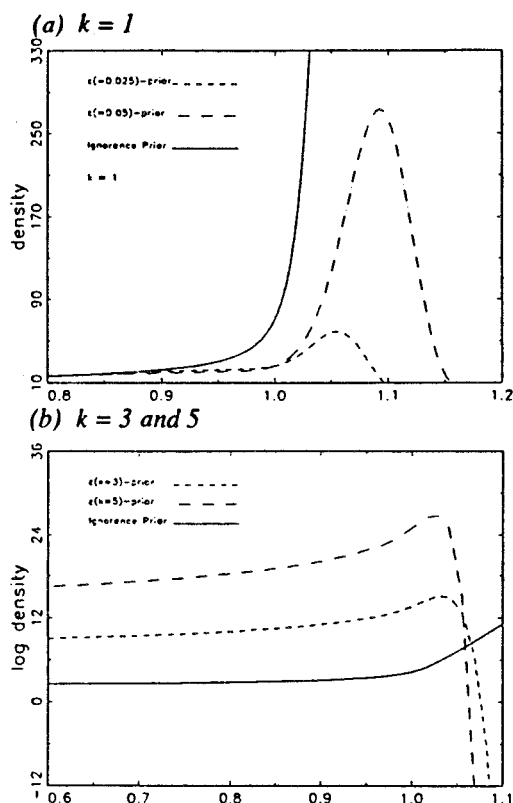 (a) k = 1
330
250
170
90
10
density
ε(=0.025)-prior
ε(=0.05)-prior
Ignorence Prior
k = 1
0.8 0.9 1.0 1.1 1.2
(b) k = 3 and 5
36
24
12
0
-12
log density
ε(k=3)-prior
ε(k=5)-prior
Ignorence Prior
0.6 0.7 0.8 0.9 1.0 1.1